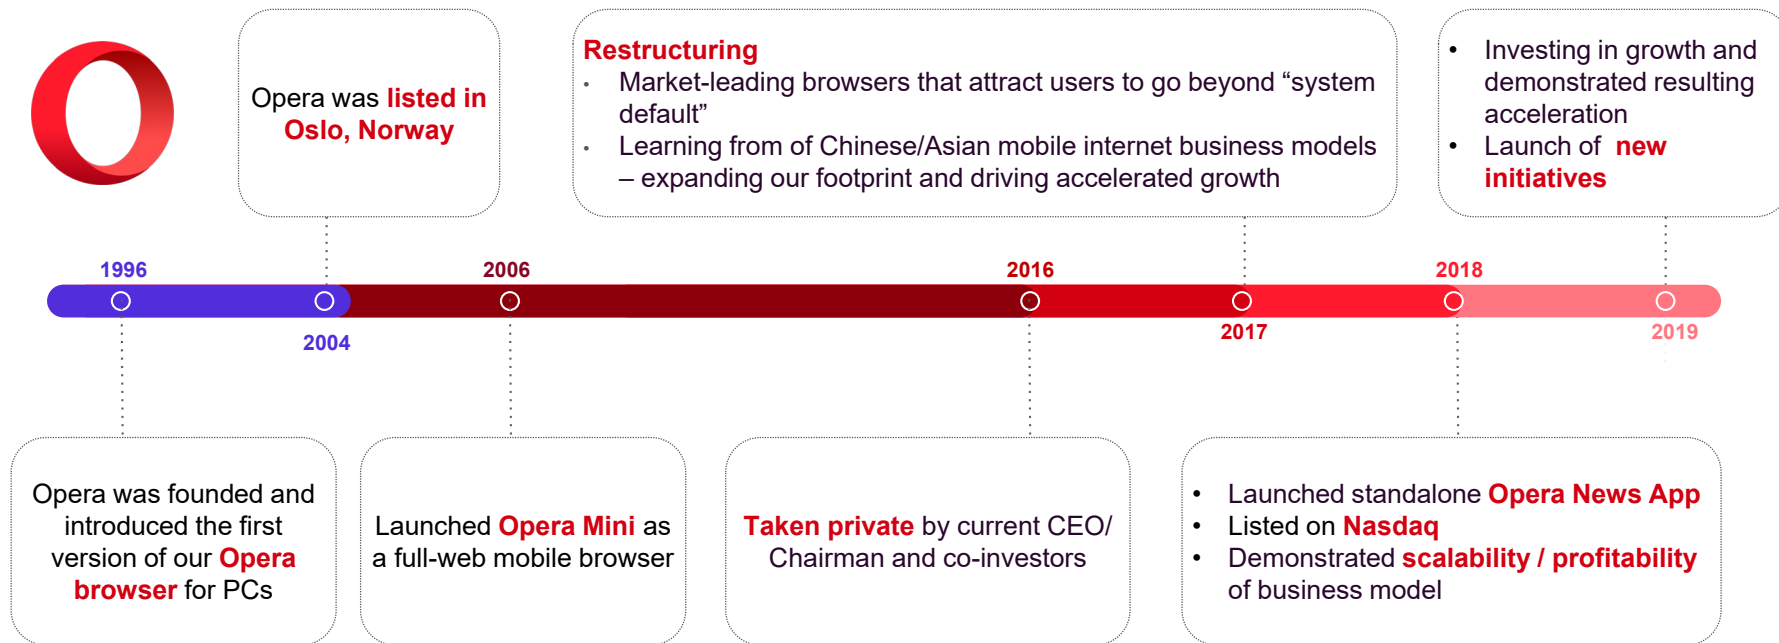 Opera was listed in
Oslo, Norway
Restructuring
• Market-leading browsers that attract users to go beyond “system
default”
• Learning from of Chinese/Asian mobile internet business models
– expanding our footprint and driving accelerated growth
• Investing in growth and
demonstrated resulting
acceleration
• Launch of new
initiatives
1996
2004
2006
2016
2017
2018
2019
Opera was founded and
introduced the first
version of our Opera
browser for PCs
Launched Opera Mini as
a full-web mobile browser
Taken private by current CEO/
Chairman and co-investors
• Launched standalone Opera News App
• Listed on Nasdaq
• Demonstrated scalability / profitability
of business model